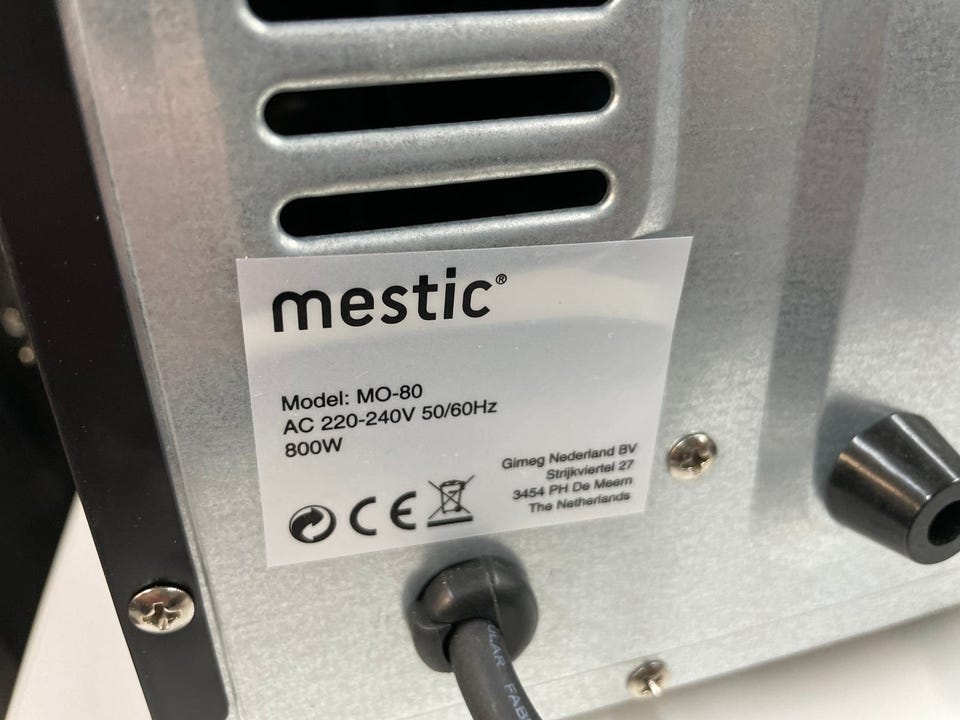 mestic®
Model: MO-80
AC 220-240V 50/60Hz
800W
Gimeg Nederland BV
Strijkviertel 27
3454 PH De Meern
The Netherlands
CE